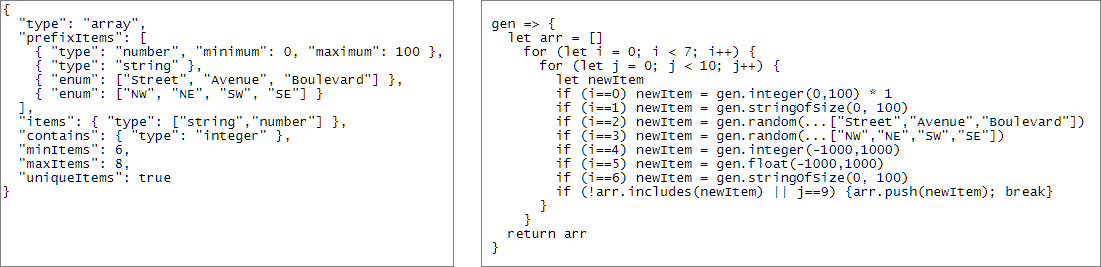 {
  "type": "array",
  "prefixItems": [
    { "type": "number", "minimum": 0, "maximum": 100 },
    { "type": "string" },
    { "enum": ["Street", "Avenue", "Boulevard"] },
    { "enum": ["NW", "NE", "SW", "SE"] }
  ],
  "items": { "type": ["string","number"] },
  "contains": { "type": "integer" },
  "minItems": 6,
  "maxItems": 8,
  "uniqueItems": true
}
gen => {
  let arr = []
    for (let i = 0; i < 7; i++) {
      for (let j = 0; j < 10; j++) {
        let newItem
        if (i==0) newItem = gen.integer(0,100) * 1
        if (i==1) newItem = gen.stringOfSize(0, 100)
        if (i==2) newItem = gen.random(...["Street","Avenue","Boulevard"])
        if (i==3) newItem = gen.random(...["NW","NE","SW","SE"])
        if (i==4) newItem = gen.integer(-1000,1000)
        if (i==5) newItem = gen.float(-1000,1000)
        if (i==6) newItem = gen.stringOfSize(0, 100)
        if (!arr.includes(newItem) || j==9) {arr.push(newItem); break}
      }
    }
  return arr
}